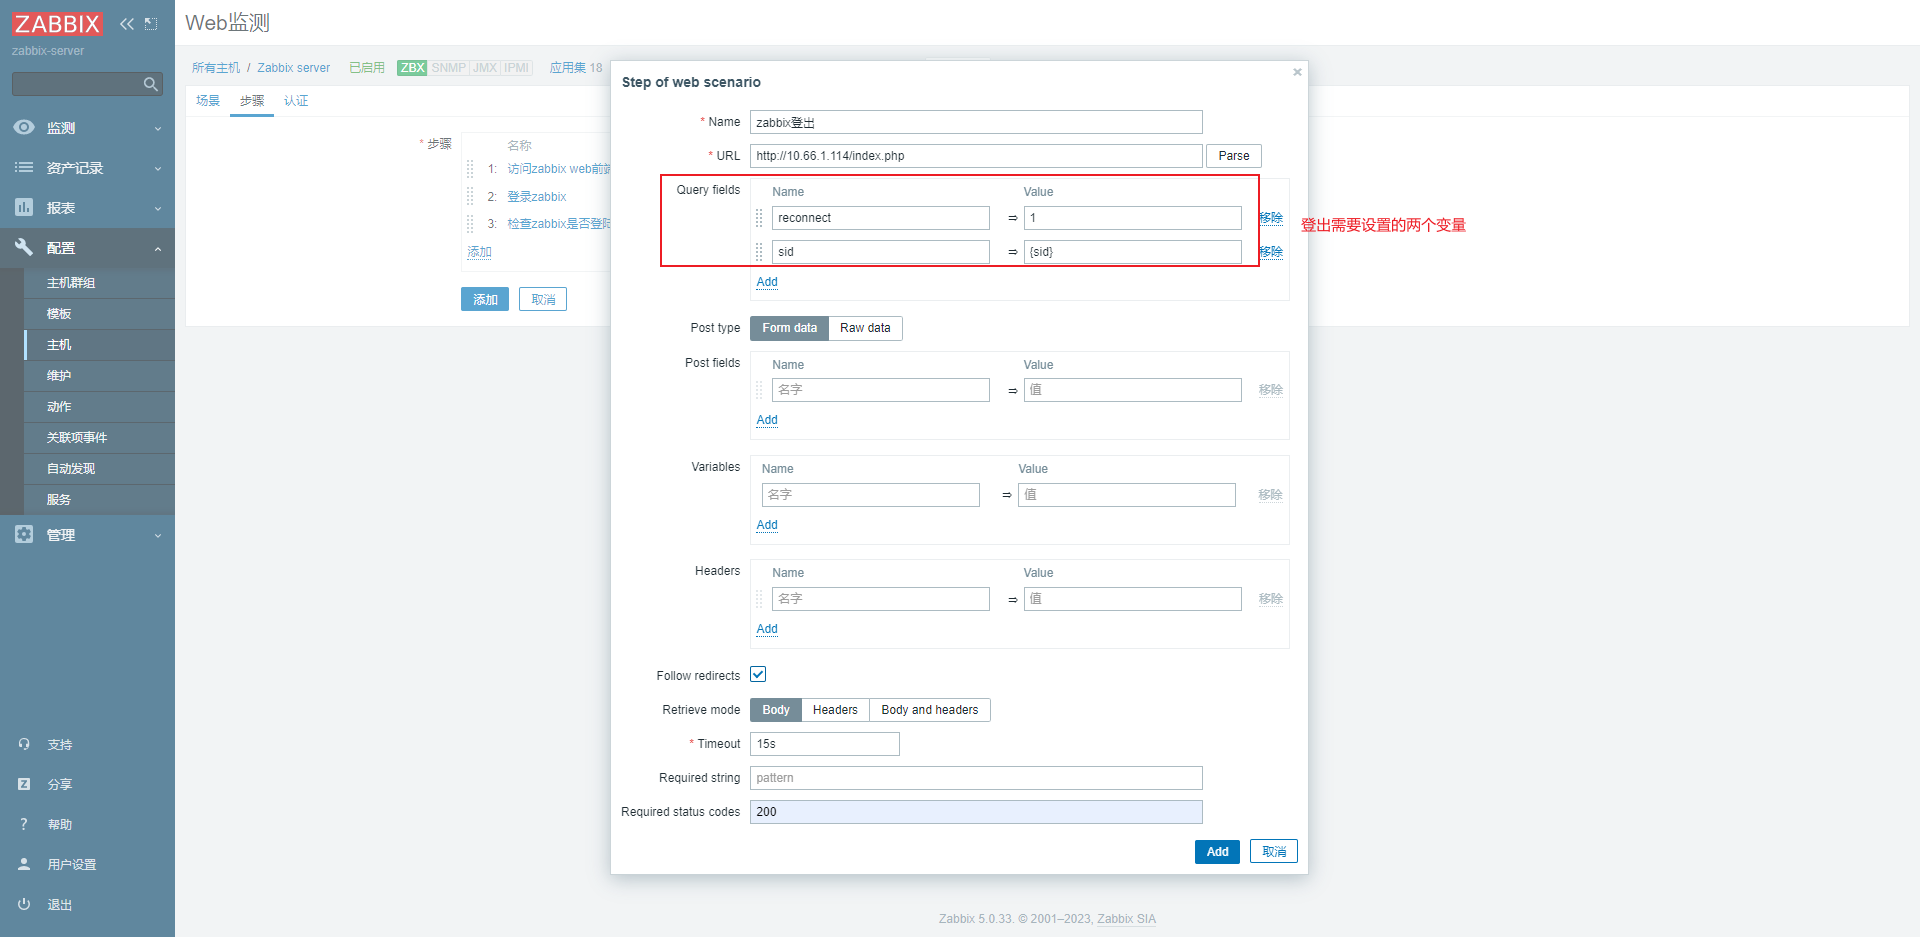 ZABBIX
zabbix-server
监测
资产记录
报表
配置
主机群组
模板
主机
维护
动作
关联项事件
自动发现
服务
管理
支持
Z 分享
? 帮助
用户设置
退出
Web监测
所有主机 / Zabbix server 已启用 ZBX SNMP JMX IPMI 应用集 18
场景 步骤 认证
* 步骤
名称
1: 访问zabbix web前端
2: 登录zabbix
3: 检查zabbix是否登陆
添加
添加 取消
Step of web scenario
* Name zabbix登出
* URL http://10.66.1.114/index.php Parse
Query fields Name Value
reconnect ⇒ 1 移除
sid ⇒ {sid} 移除
Add
登出需要设置的两个变量
Post type Form data Raw data
Post fields Name Value
名字 ⇒ 值 移除
Add
Variables Name Value
名字 ⇒ 值 移除
Add
Headers Name Value
名字 ⇒ 值 移除
Add
Follow redirects
Retrieve mode Body Headers Body and headers
* Timeout 15s
Required string pattern
Required status codes 200
Add 取消
Zabbix 5.0.33. © 2001–2023, Zabbix SIA